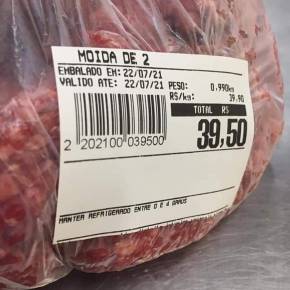 MOIDA DE 2
EMBALADO EM: 22/07/21
VALIDO ATE: 22/07/21
PESO: 0.990kg
R$/kg: 39.90
TOTAL R$
39,50
2 202100 039500
MANTER REFRIGERADO ENTRE 0 E 4 GRAUS